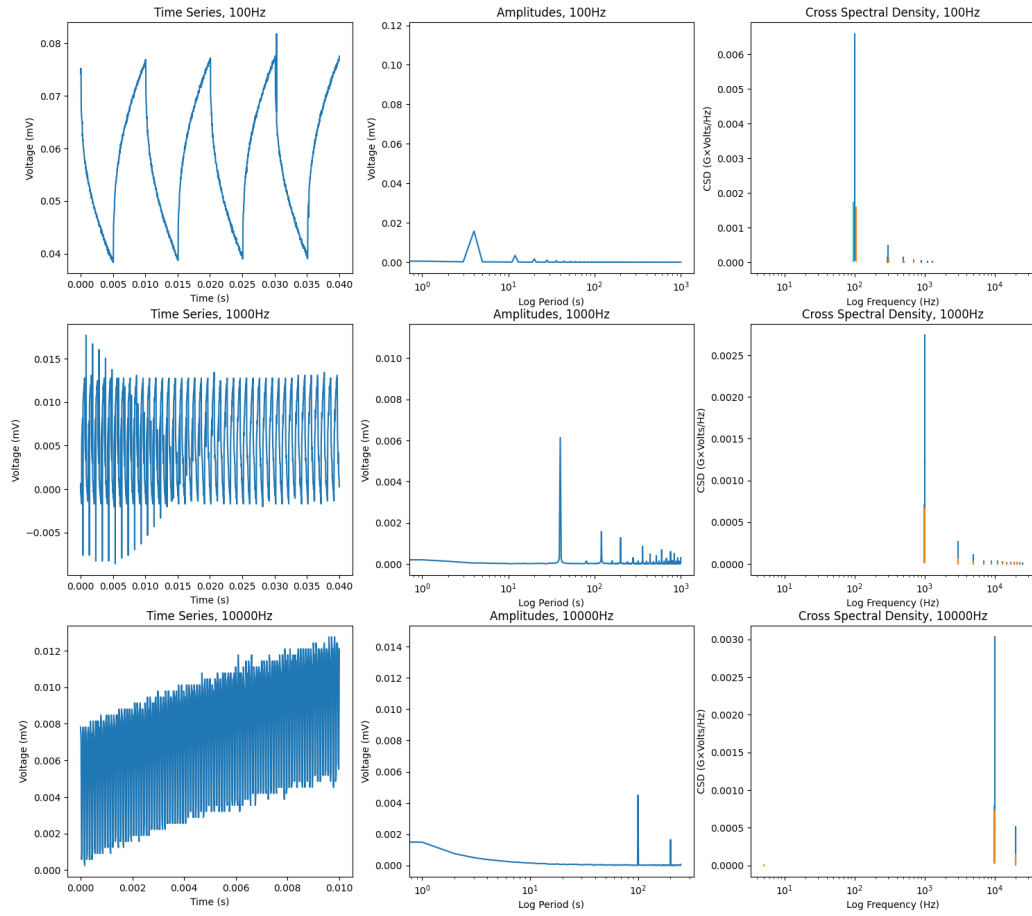 Time Series, 100Hz
Voltage (mV)
0.08
0.07
0.06
0.05
0.04
0.000 0.005 0.010 0.015 0.020 0.025 0.030 0.035 0.040
Time (s)
Amplitudes, 100Hz
Voltage (mV)
0.12
0.10
0.08
0.06
0.04
0.02
0.00
10⁰ 10¹ 10² 10³
Log Period (s)
Cross Spectral Density, 100Hz
CSD (G×Volts/Hz)
0.006
0.005
0.004
0.003
0.002
0.001
0.000
10¹ 10² 10³ 10⁴
Log Frequency (Hz)
Time Series, 1000Hz
Voltage (mV)
0.015
0.010
0.005
0.000
−0.005
0.000 0.005 0.010 0.015 0.020 0.025 0.030 0.035 0.040
Time (s)
Amplitudes, 1000Hz
Voltage (mV)
0.010
0.008
0.006
0.004
0.002
0.000
10⁰ 10¹ 10² 10³
Log Period (s)
Cross Spectral Density, 1000Hz
CSD (G×Volts/Hz)
0.0025
0.0020
0.0015
0.0010
0.0005
0.0000
10¹ 10² 10³ 10⁴
Log Frequency (Hz)
Time Series, 10000Hz
Voltage (mV)
0.012
0.010
0.008
0.006
0.004
0.002
0.000
0.000 0.002 0.004 0.006 0.008 0.010
Time (s)
Amplitudes, 10000Hz
Voltage (mV)
0.014
0.012
0.010
0.008
0.006
0.004
0.002
0.000
10⁰ 10¹ 10²
Log Period (s)
Cross Spectral Density, 10000Hz
CSD (G×Volts/Hz)
0.0030
0.0025
0.0020
0.0015
0.0010
0.0005
0.0000
10¹ 10² 10³ 10⁴
Log Frequency (Hz)